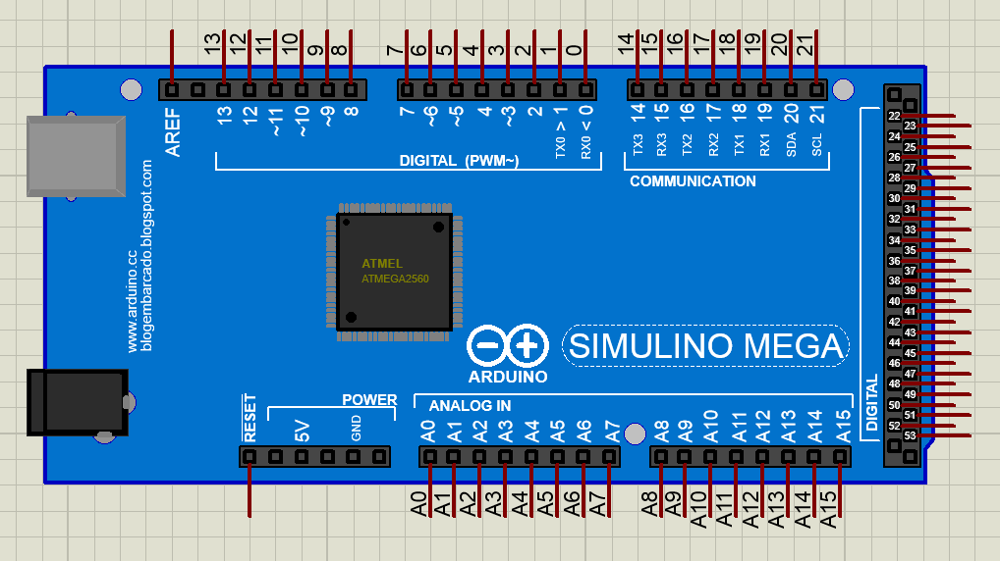 13 12 11 10 9 8 7 6 5 4 3 2 1 0 14 15 16 17 18 19 20 21
AREF 13 12 ~11 ~10 ~9 8 7 ~6 ~5 4 ~3 2 TX0 > 1 RX0 < 0
TX3 14 RX3 15 TX2 16 RX2 17 TX1 18 RX1 19 SDA 20 SCL 21
DIGITAL (PWM~)
COMMUNICATION
22
23
24
25
26
27
28
29
30
31
32
33
34
35
36
37
38
39
40
41
42
43
44
45
46
47
48
49
50
51
52
53
DIGITAL
www.arduino.cc
blogembarcado.blogspot.com
ATMEL
ATMEGA2560
ARDUINO
SIMULINO MEGA
POWER
RESET 5V GND
ANALOG IN
A0 A1 A2 A3 A4 A5 A6 A7 A8 A9 A10 A11 A12 A13 A14 A15
A0 A1 A2 A3 A4 A5 A6 A7 A8 A9 A10 A11 A12 A13 A14 A15